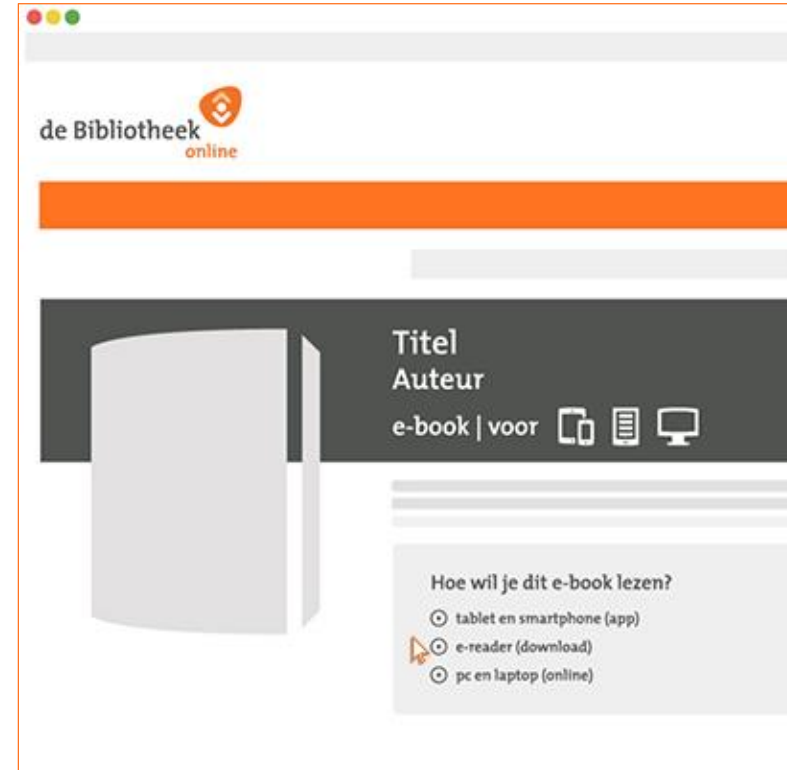 de Bibliotheek
online
Titel
Auteur
e-book | voor
Hoe wil je dit e-book lezen?
tablet en smartphone (app)
e-reader (download)
pc en laptop (online)